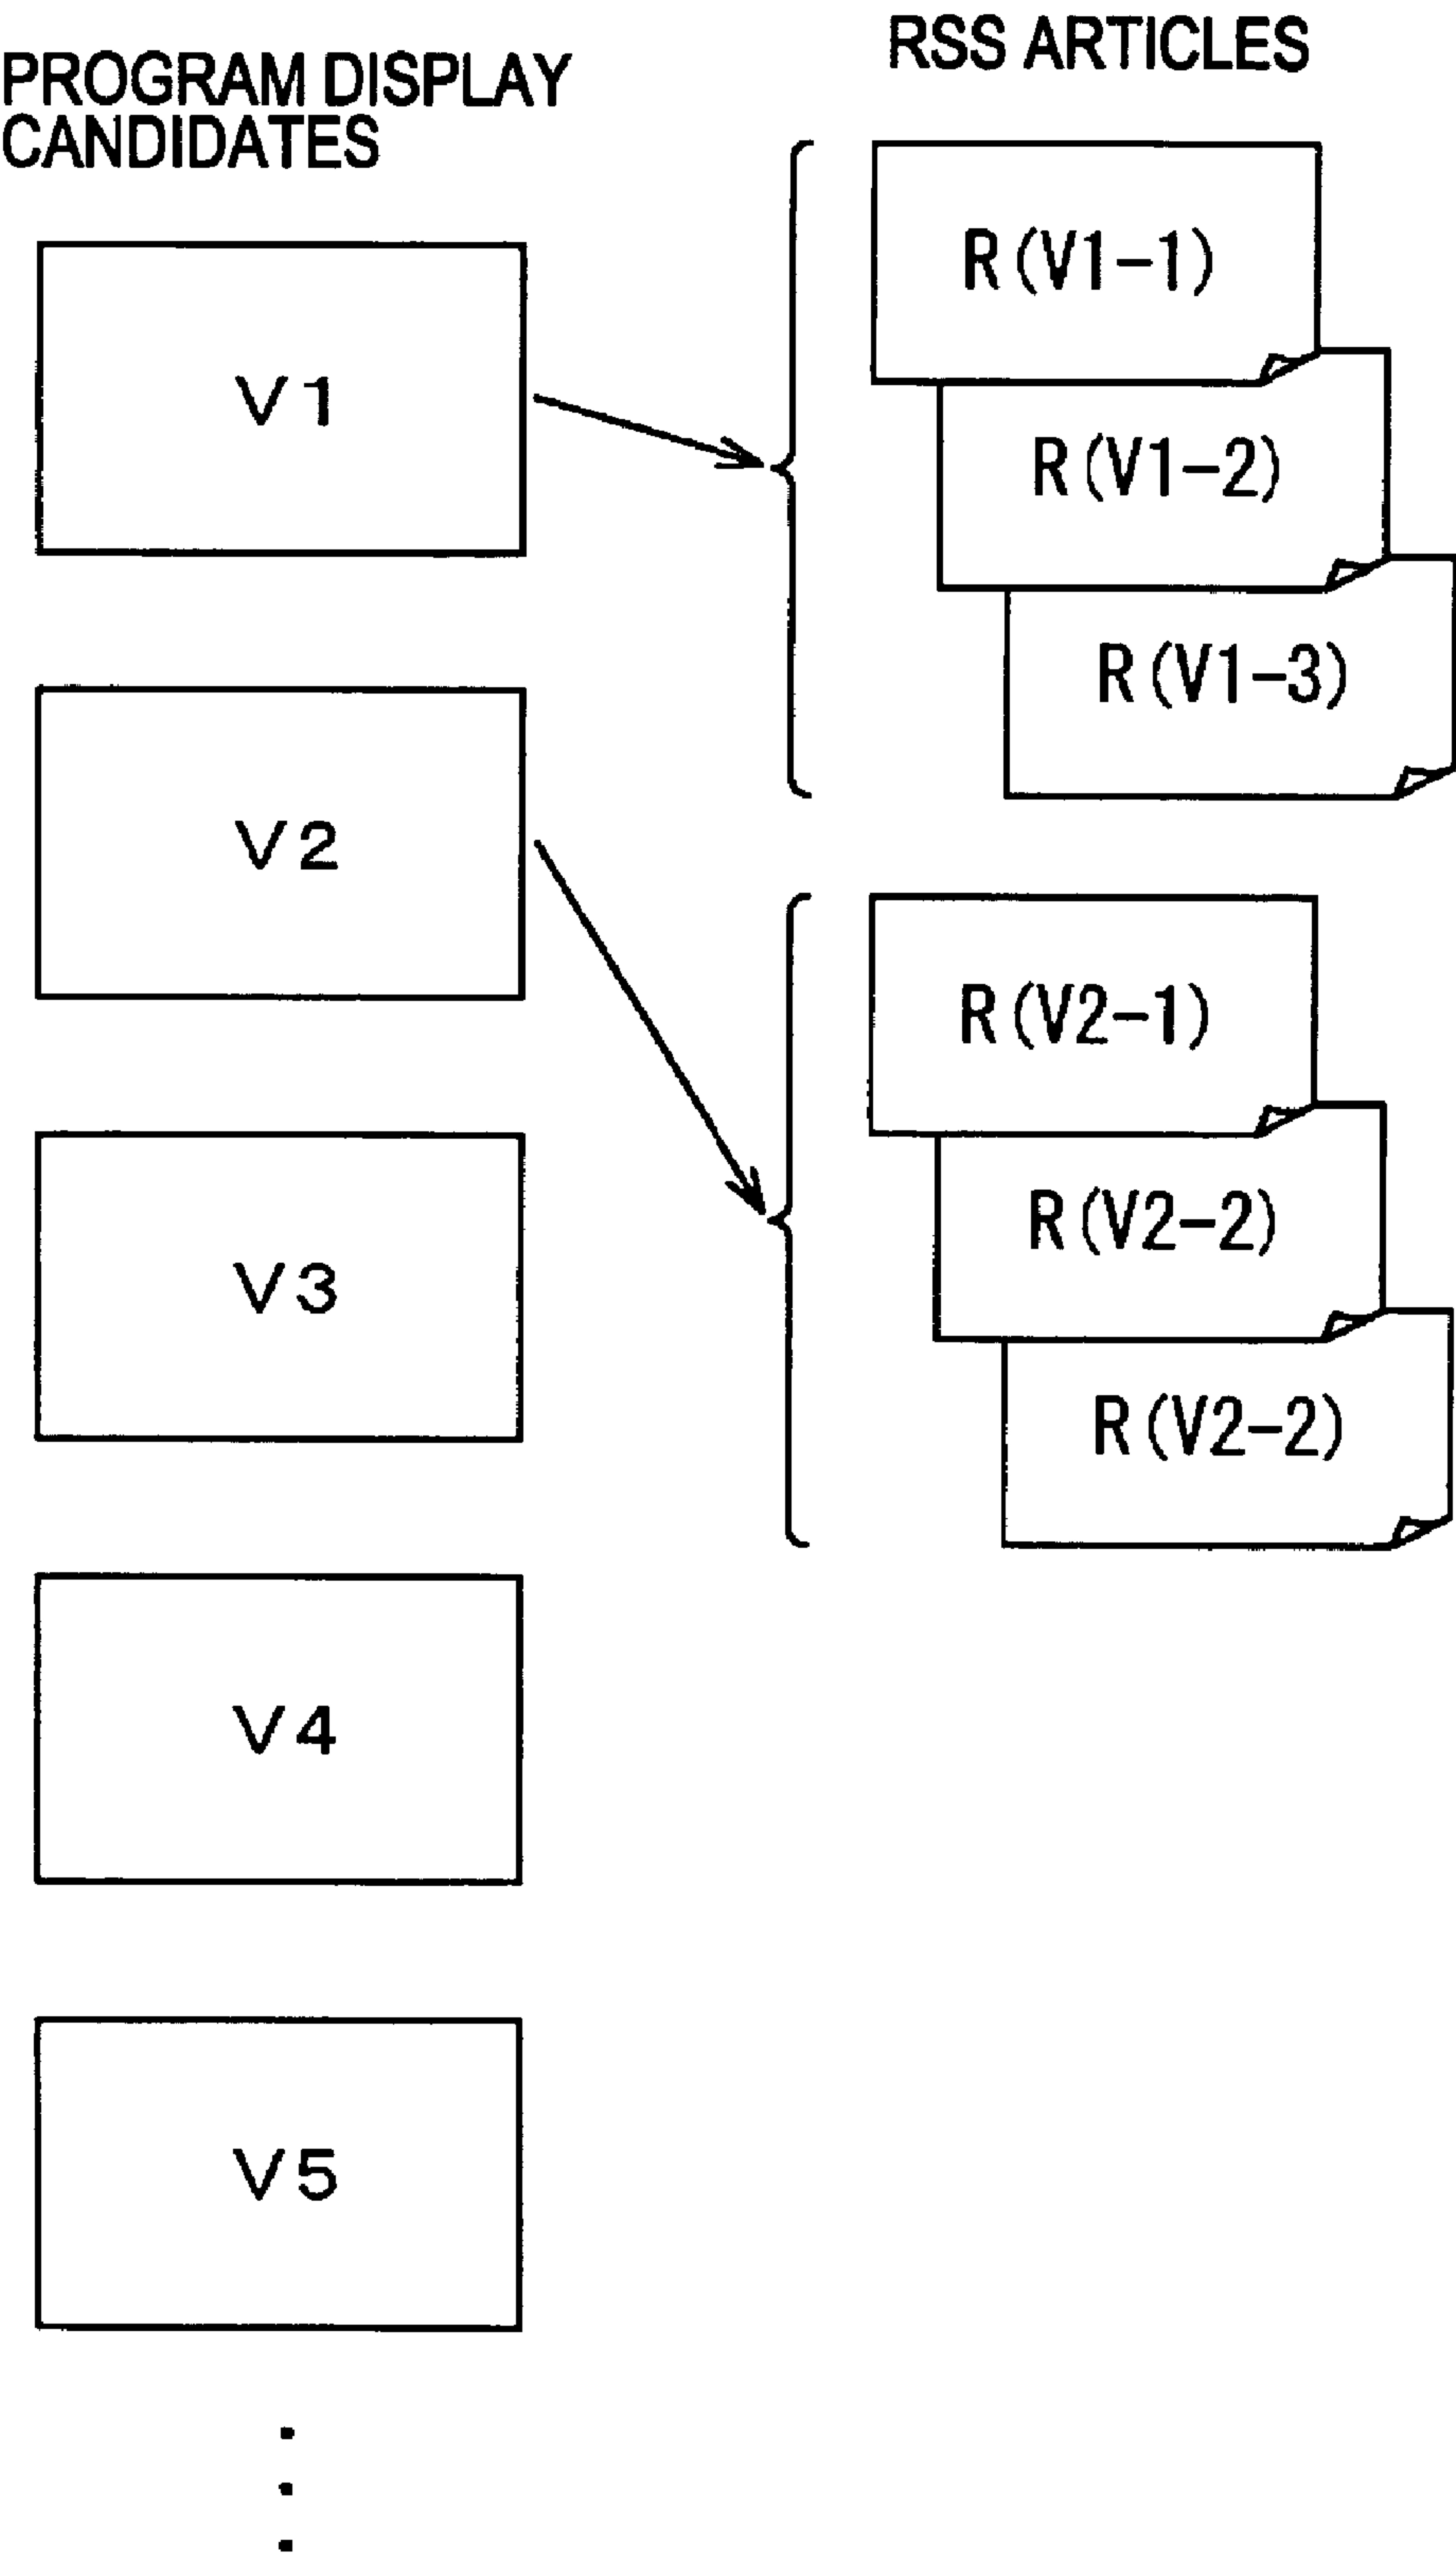 PROGRAM DISPLAY
CANDIDATES
V1
V2
V3
V4
V5
RSS ARTICLES
R(V1-1)
R(V1-2)
R(V1-3)
R(V2-1)
R(V2-2)
R(V2-2)